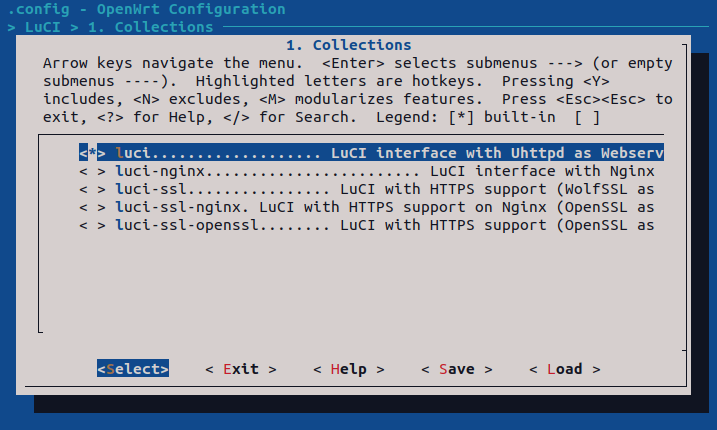 .config - OpenWrt Configuration
> LuCI > 1. Collections
1. Collections
Arrow keys navigate the menu.  <Enter> selects submenus ---> (or empty
submenus ----).  Highlighted letters are hotkeys.  Pressing <Y>
includes, <N> excludes, <M> modularizes features.  Press <Esc><Esc> to
exit, <?> for Help, </> for Search.  Legend: [*] built-in  [ ]
<*> luci................... LuCI interface with Uhttpd as Webserv
< > luci-nginx........................ LuCI interface with Nginx
< > luci-ssl................ LuCI with HTTPS support (WolfSSL as
< > luci-ssl-nginx. LuCI with HTTPS support on Nginx (OpenSSL as
< > luci-ssl-openssl........ LuCI with HTTPS support (OpenSSL as
<Select>    < Exit >    < Help >    < Save >    < Load >